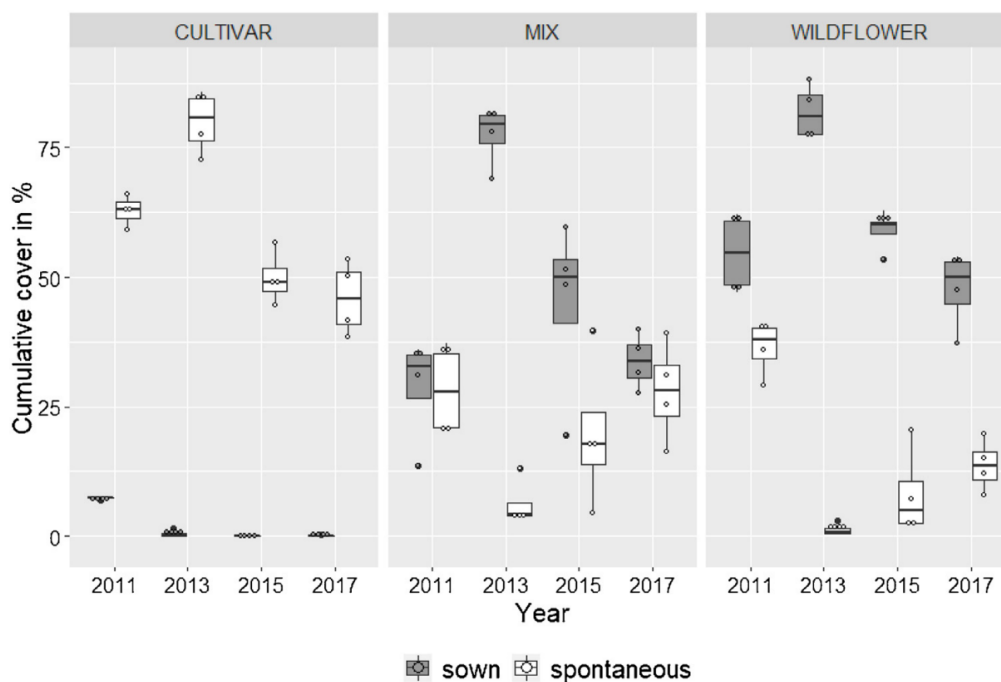 CULTIVAR MIX WILDFLOWER
Cumulative cover in %
75
50
25
0
2011 2013 2015 2017 2011 2013 2015 2017 2011 2013 2015 2017
Year
sown spontaneous